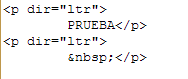 <p dir="ltr">
PRUEBA</p>
<p dir="ltr">
&nbsp;</p>